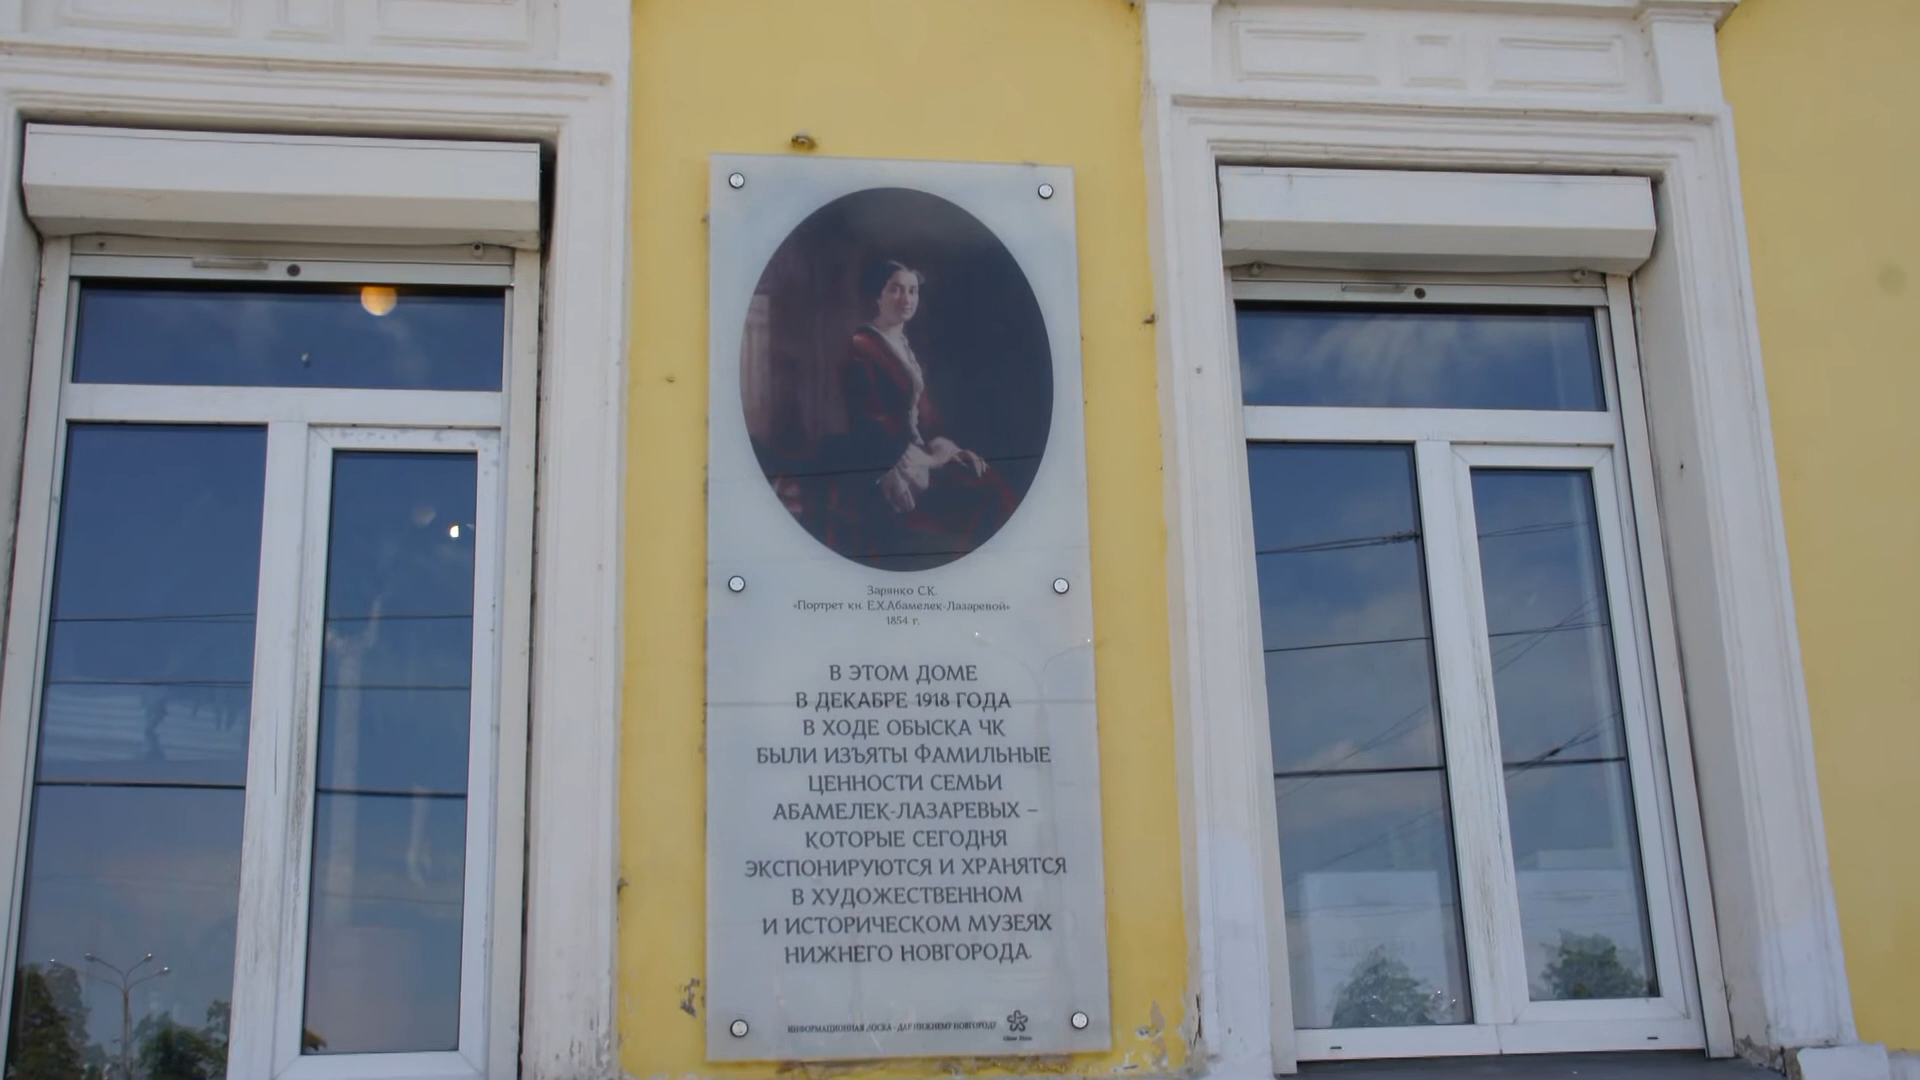 Зарянко С.К.
«Портрет кн. Е.Х.Абамелек-Лазаревой»
1854 г.
В ЭТОМ ДОМЕ
В ДЕКАБРЕ 1918 ГОДА
В ХОДЕ ОБЫСКА ЧК
БЫЛИ ИЗЪЯТЫ ФАМИЛЬНЫЕ
ЦЕННОСТИ СЕМЬИ
АБАМЕЛЕК-ЛАЗАРЕВЫХ –
КОТОРЫЕ СЕГОДНЯ
ЭКСПОНИРУЮТСЯ И ХРАНЯТСЯ
В ХУДОЖЕСТВЕННОМ
И ИСТОРИЧЕСКОМ МУЗЕЯХ
НИЖНЕГО НОВГОРОДА.
ИНФОРМАЦИОННАЯ ДОСКА - ДАР НИЖНЕМУ НОВГОРОДУ